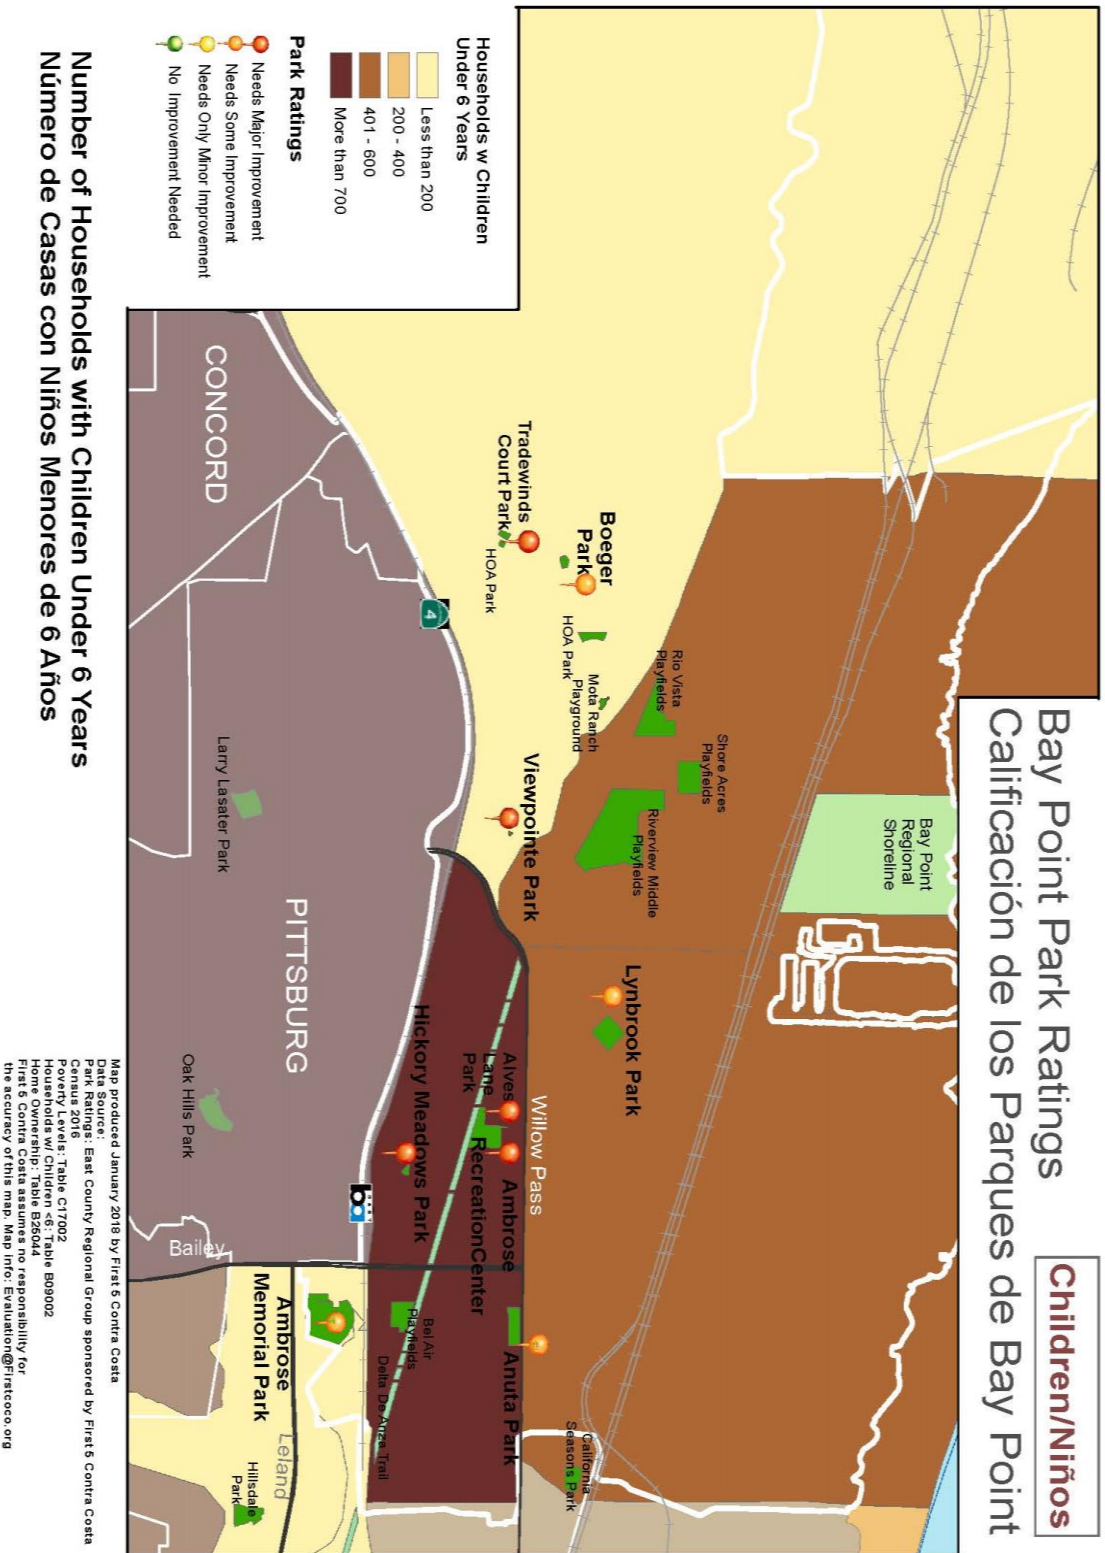 Bay Point Park Ratings
Calificación de los Parques de Bay Point
Children/Niños
Households w Children
Under 6 Years
Less than 200
200 - 400
401 - 600
More than 700
Park Ratings
Needs Major Improvement
Needs Some Improvement
Needs Only Minor Improvement
No Improvement Needed
Bay Point
Regional
Shoreline
Shore Acres
Playfields
Rio Vista
Playfields
Riverview Middle
Playfields
Boeger
Park
HOA Park
Mota Ranch
Playground
Lynbrook Park
California
Seasons Park
Tradewinds
Court Park
HOA Park
Viewpointe Park
Willow Pass
Alves
Lane
Park
Ambrose
RecreationCenter
Anuta Park
Hickory Meadows Park
Bel Air
Playfields
Delta De Anza Trail
4
ba
CONCORD
PITTSBURG
Larry Lasater Park
Oak Hills Park
Bailey
Ambrose
Memorial Park
Leland
Hillsdale
Park
Number of Households with Children Under 6 Years
Número de Casas con Niños Menores de 6 Años
Map produced January 2018 by First 5 Contra Costa
Data Source:
Park Ratings: East County Regional Group sponsored by First 5 Contra Costa
Census 2016
Poverty Levels: Table C17002
Households w/ Children <6: Table B09002
Home Ownership: Table B25044
First 5 Contra Costa assumes no responsibility for
the accuracy of this map. Map info: Evaluation@Firstcoco.org